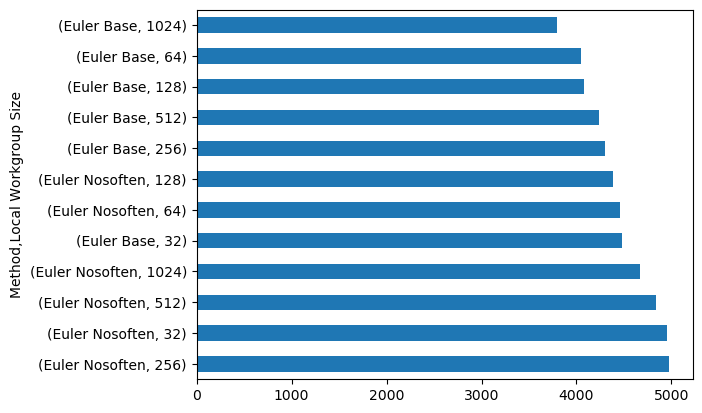 Method,Local Workgroup Size
(Euler Base, 1024)
(Euler Base, 64)
(Euler Base, 128)
(Euler Base, 512)
(Euler Base, 256)
(Euler Nosoften, 128)
(Euler Nosoften, 64)
(Euler Base, 32)
(Euler Nosoften, 1024)
(Euler Nosoften, 512)
(Euler Nosoften, 32)
(Euler Nosoften, 256)
0 1000 2000 3000 4000 5000